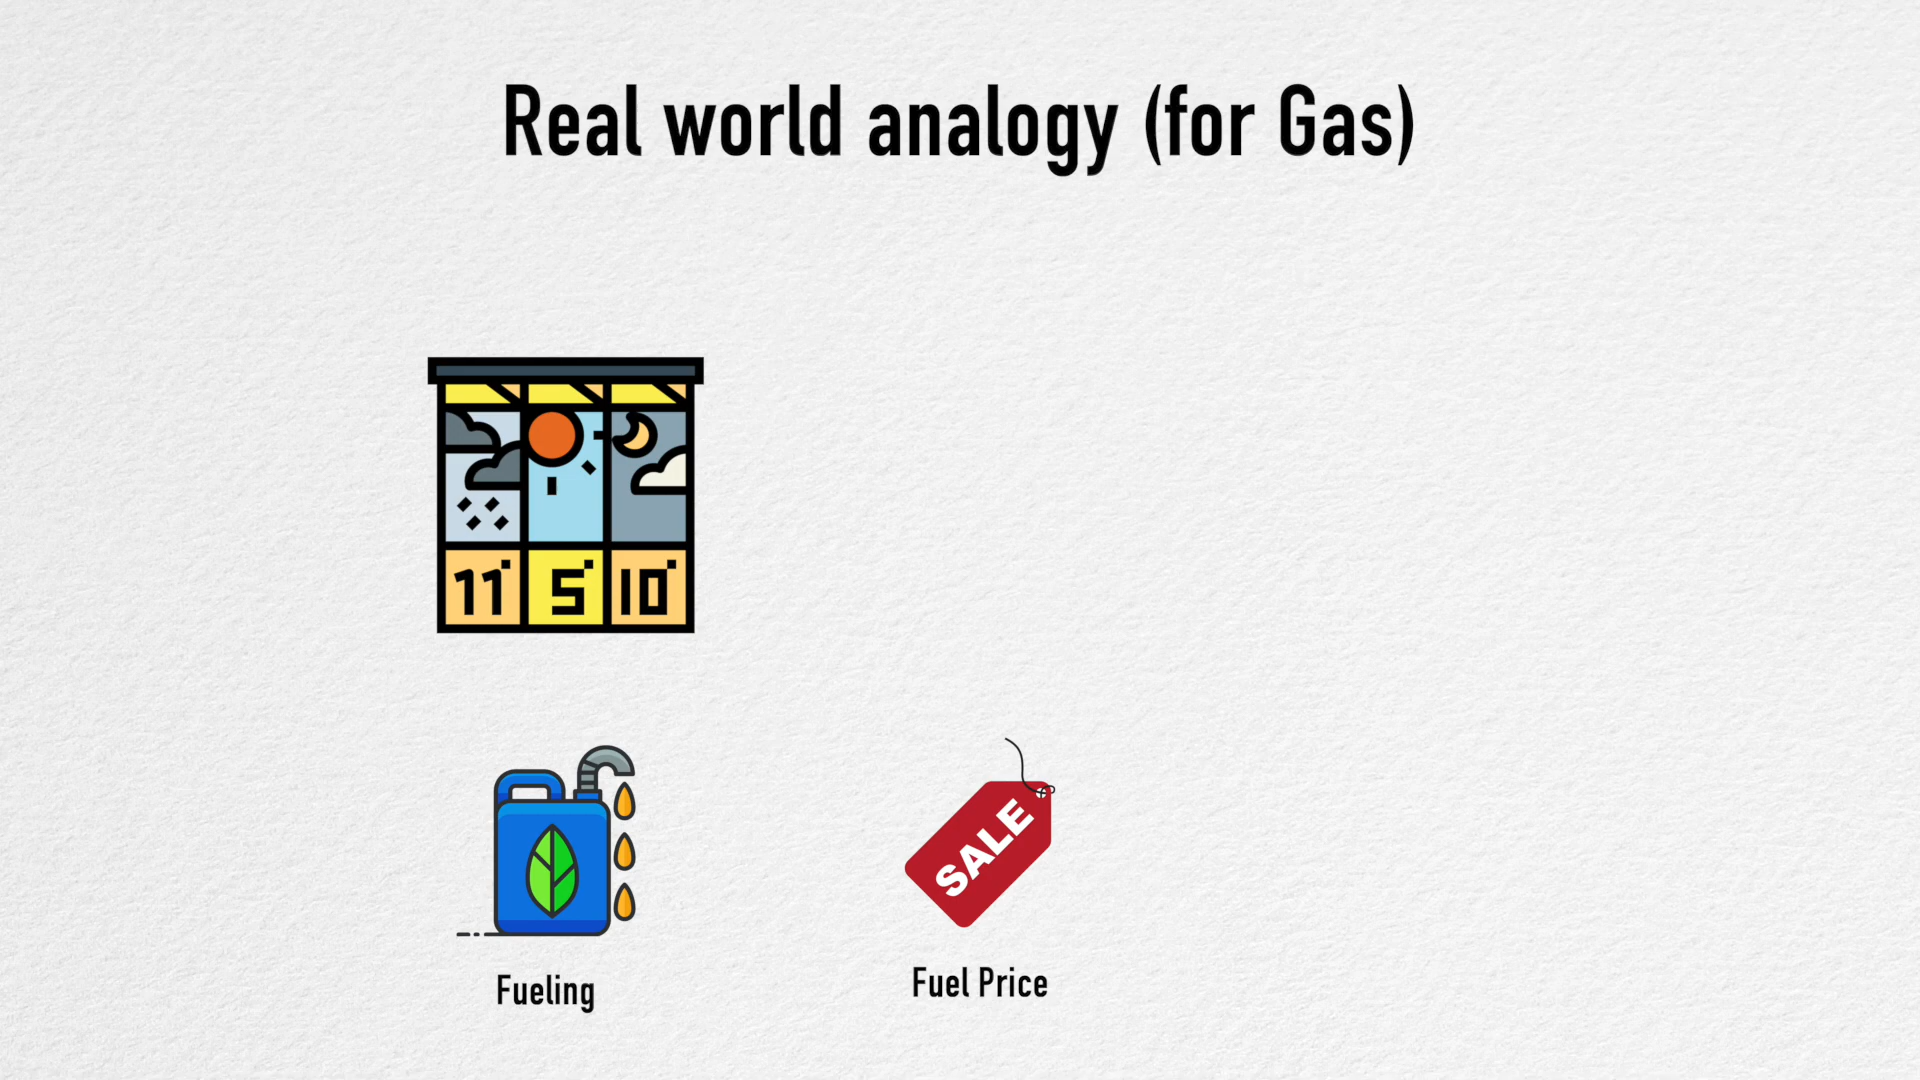 Real world analogy (for Gas)
11° 5° 10°
SALE
Fueling
Fuel Price